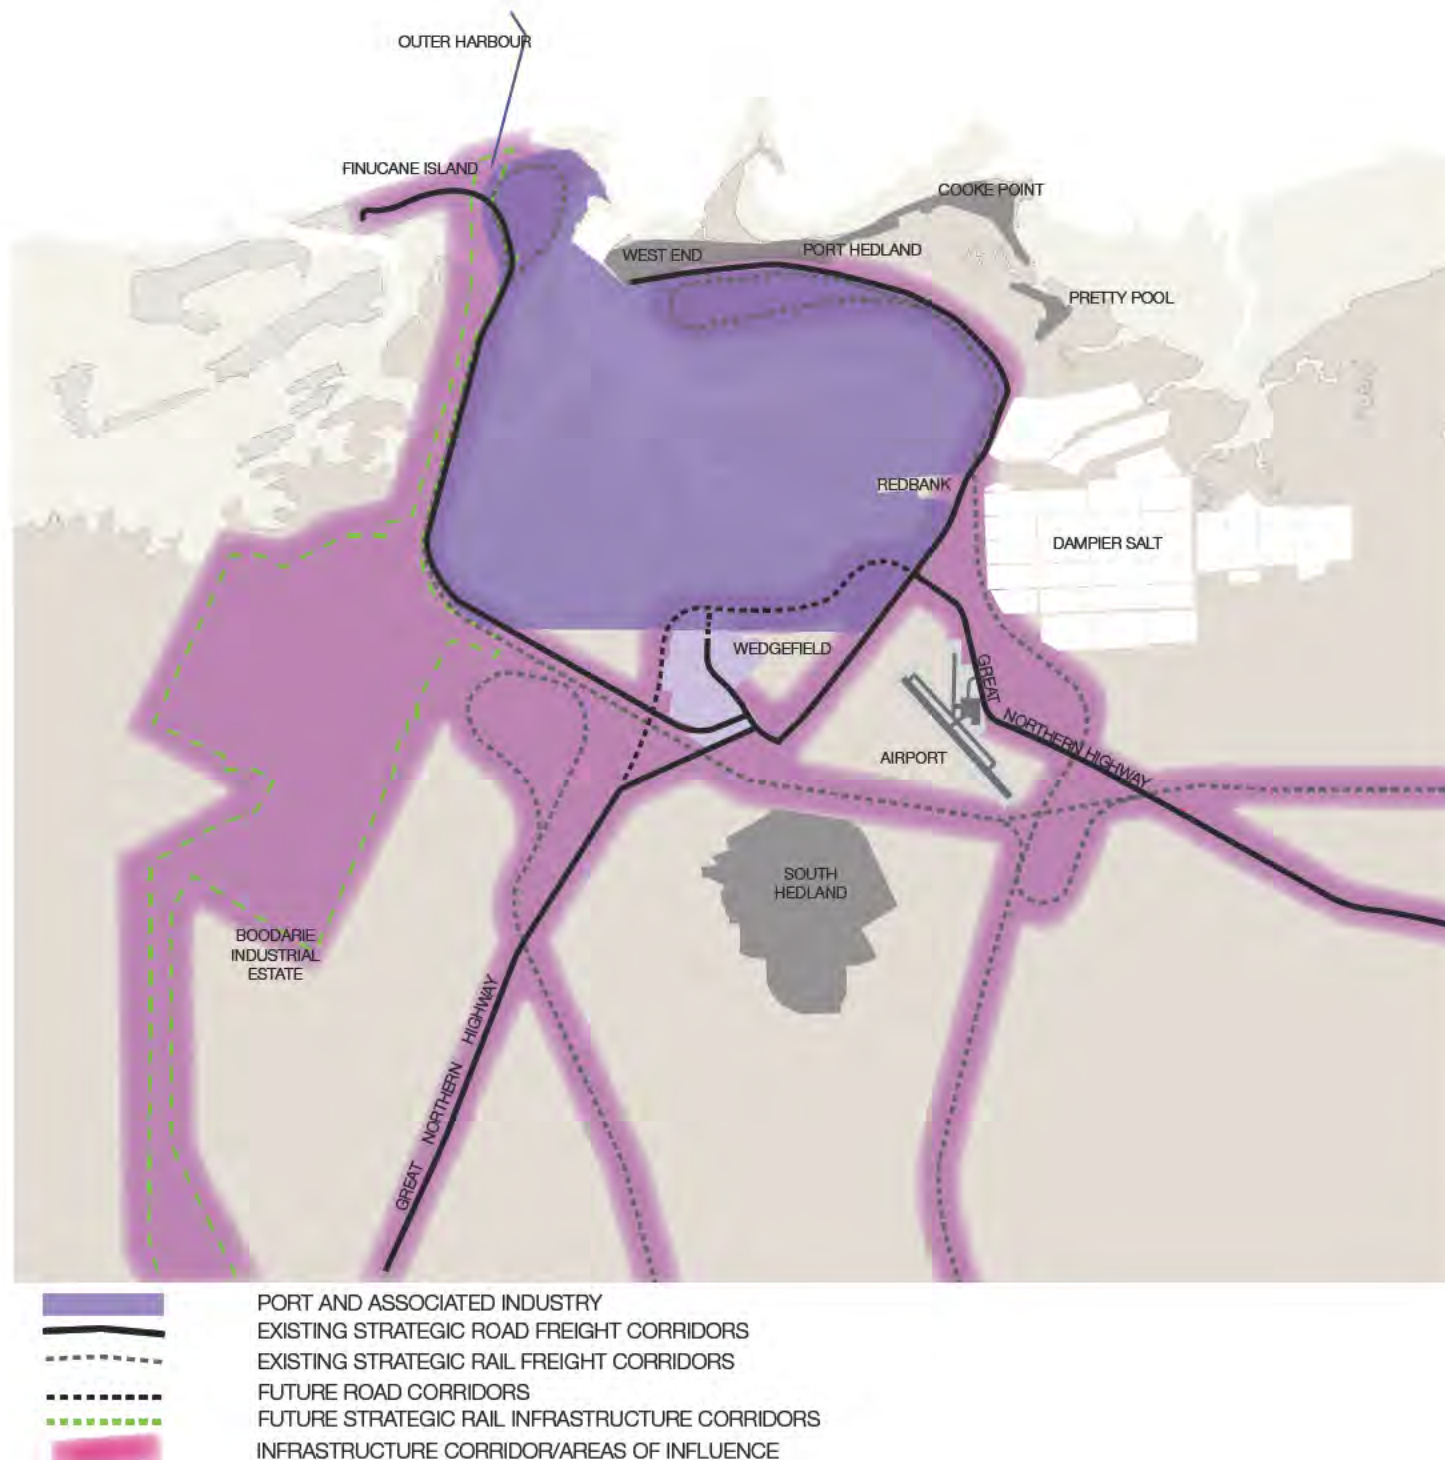 OUTER HARBOUR
FINUCANE ISLAND
COOKE POINT
WEST END
PORT HEDLAND
PRETTY POOL
REDBANK
DAMPIER SALT
WEDGEFIELD
GREAT NORTHERN HIGHWAY
AIRPORT
SOUTH
HEDLAND
BOODARIE
INDUSTRIAL
ESTATE
GREAT NORTHERN HIGHWAY
PORT AND ASSOCIATED INDUSTRY
EXISTING STRATEGIC ROAD FREIGHT CORRIDORS
EXISTING STRATEGIC RAIL FREIGHT CORRIDORS
FUTURE ROAD CORRIDORS
FUTURE STRATEGIC RAIL INFRASTRUCTURE CORRIDORS
INFRASTRUCTURE CORRIDOR/AREAS OF INFLUENCE